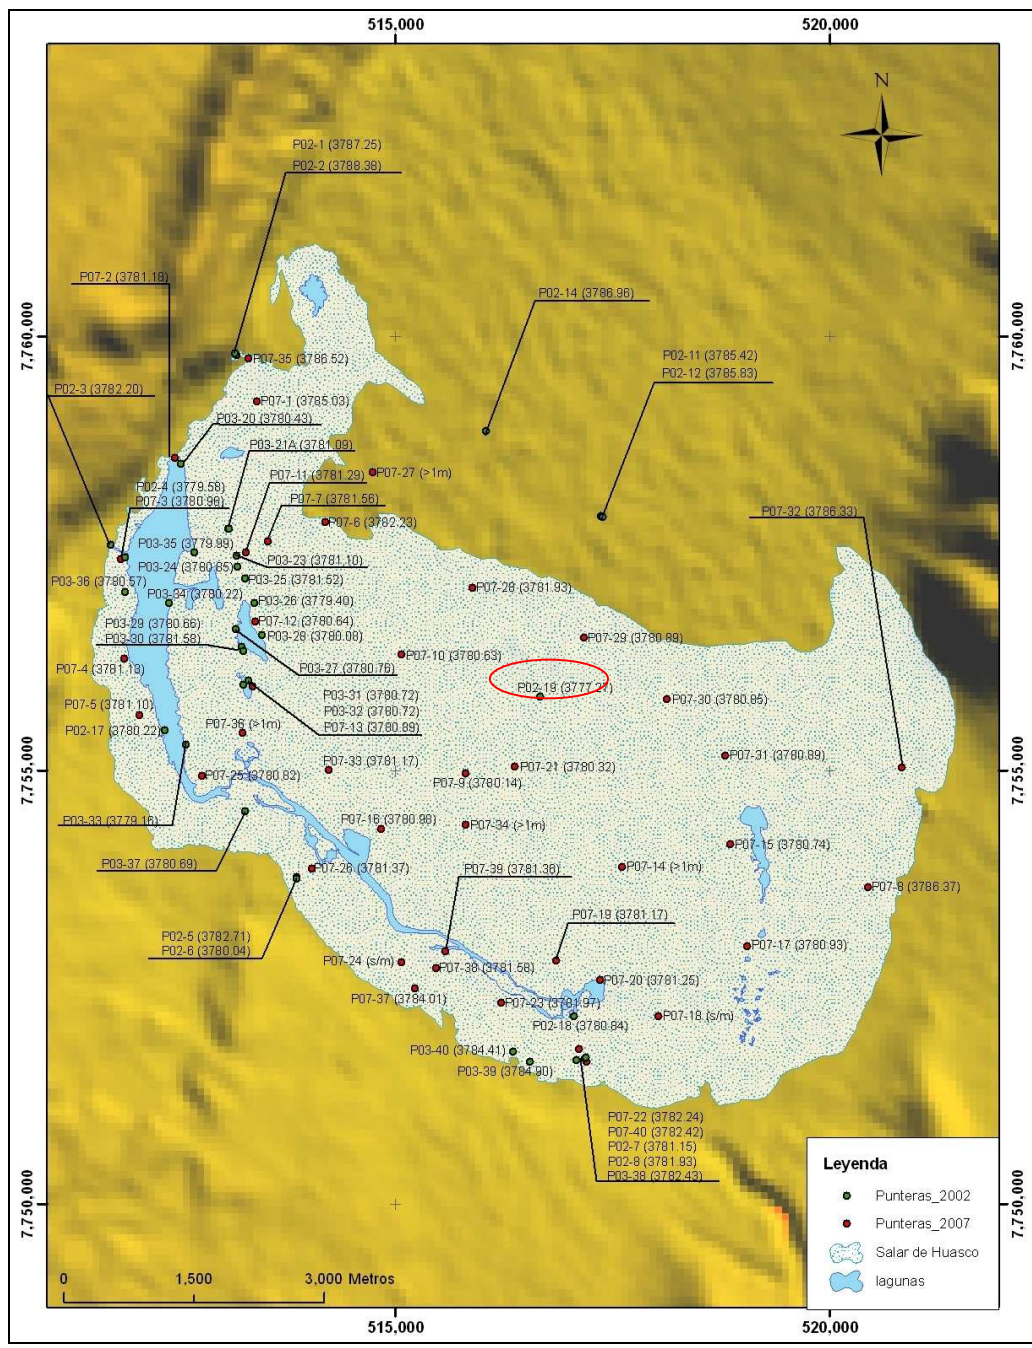 515,000
520,000
N
P02-1 (3787.25)
P02-2 (3788.38)
P07-2 (3781.18)
P02-14 (3786.96)
7,760,000
7,760,000
P07-35 (3786.52)
P02-11 (3785.42)
P02-12 (3785.83)
P02-3 (3782.20)
P07-1 (3785.03)
P03-20 (3780.43)
P03-21A (3781.09)
P07-11 (3781.29)
P07-27 (>1m)
P02-4 (3779.58)
P07-3 (3780.96)
P07-7 (3781.56)
P07-32 (3786.33)
P07-6 (3782.23)
P03-35 (3779.89)
P03-23 (3781.10)
P03-24 (3780.85)
P03-36 (3780.57)
P03-25 (3781.52)
P07-28 (3781.93)
P03-34 (3780.22)
P03-26 (3779.40)
P03-29 (3780.66)
P07-12 (3780.64)
P03-30 (3781.58)
P03-28 (3780.08)
P07-29 (3780.89)
P07-10 (3780.63)
P07-4 (3781.13)
P03-27 (3780.76)
P02-19 (3777.27)
P03-31 (3780.72)
P07-30 (3780.85)
P07-5 (3781.10)
P03-32 (3780.72)
P07-36 (>1m)
P07-13 (3780.89)
P02-17 (3780.22)
P07-31 (3780.89)
P07-33 (3781.17)
P07-21 (3780.32)
7,755,000
7,755,000
P07-25 (3780.82)
P07-9 (3780.14)
P03-33 (3779.16)
P07-16 (3780.98)
P07-34 (>1m)
P07-15 (3780.74)
P03-37 (3780.69)
P07-26 (3781.37)
P07-39 (3781.36)
P07-14 (>1m)
P07-8 (3786.37)
P07-19 (3781.17)
P02-5 (3782.71)
P02-6 (3780.04)
P07-17 (3780.93)
P07-24 (s/m)
P07-38 (3781.58)
P07-20 (3781.25)
P07-37 (3784.01)
P07-23 (3781.97)
P02-18 (3780.84)
P07-18 (s/m)
P03-40 (3784.41)
P03-39 (3784.90)
P07-22 (3782.24)
P07-40 (3782.42)
P02-7 (3781.15)
P02-8 (3781.93)
P03-38 (3782.43)
Leyenda
Punteras_2002
Punteras_2007
Salar de Huasco
lagunas
7,750,000
7,750,000
0 1,500 3,000 Metros
515,000
520,000